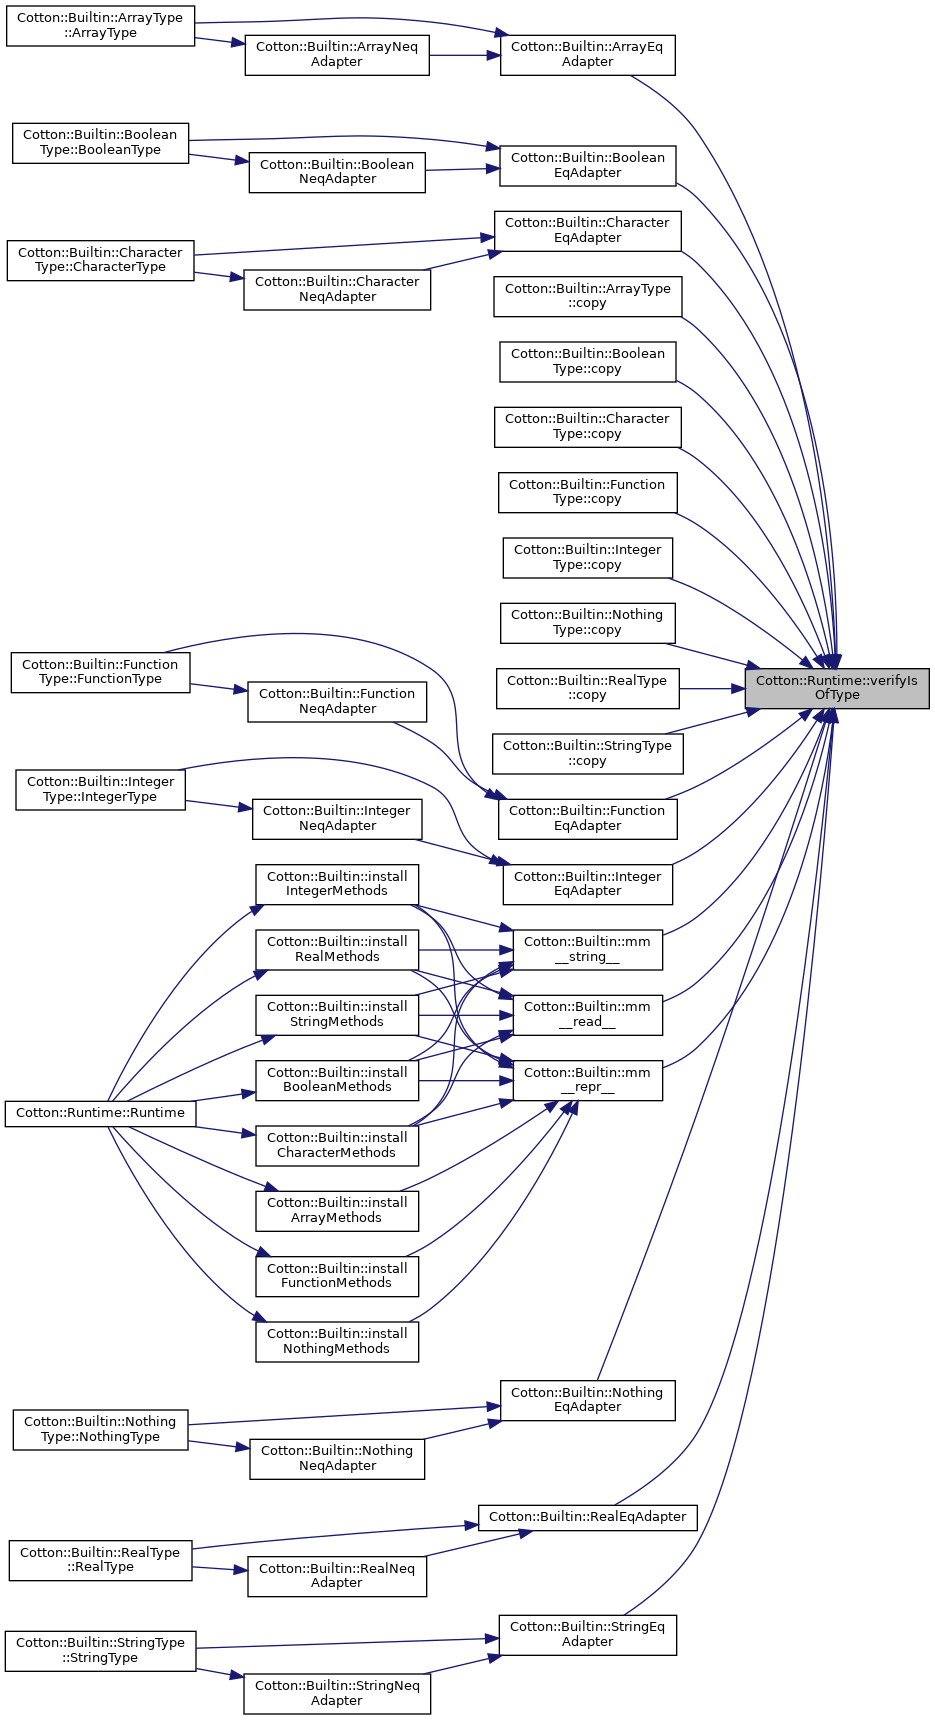 Cotton::Builtin::ArrayType
::ArrayType
Cotton::Builtin::ArrayNeq
Adapter
Cotton::Builtin::ArrayEq
Adapter
Cotton::Builtin::Boolean
Type::BooleanType
Cotton::Builtin::Boolean
NeqAdapter
Cotton::Builtin::Boolean
EqAdapter
Cotton::Builtin::Character
EqAdapter
Cotton::Builtin::Character
Type::CharacterType
Cotton::Builtin::Character
NeqAdapter
Cotton::Builtin::ArrayType
::copy
Cotton::Builtin::Boolean
Type::copy
Cotton::Builtin::Character
Type::copy
Cotton::Builtin::Function
Type::copy
Cotton::Builtin::Integer
Type::copy
Cotton::Builtin::Nothing
Type::copy
Cotton::Builtin::RealType
::copy
Cotton::Runtime::verifyIs
OfType
Cotton::Builtin::StringType
::copy
Cotton::Builtin::Function
Type::FunctionType
Cotton::Builtin::Function
NeqAdapter
Cotton::Builtin::Function
EqAdapter
Cotton::Builtin::Integer
Type::IntegerType
Cotton::Builtin::Integer
NeqAdapter
Cotton::Builtin::Integer
EqAdapter
Cotton::Builtin::install
IntegerMethods
Cotton::Builtin::install
RealMethods
Cotton::Builtin::install
StringMethods
Cotton::Builtin::install
BooleanMethods
Cotton::Builtin::install
CharacterMethods
Cotton::Builtin::install
ArrayMethods
Cotton::Builtin::install
FunctionMethods
Cotton::Builtin::install
NothingMethods
Cotton::Builtin::mm
__string__
Cotton::Builtin::mm
__read__
Cotton::Builtin::mm
__repr__
Cotton::Runtime::Runtime
Cotton::Builtin::Nothing
EqAdapter
Cotton::Builtin::Nothing
Type::NothingType
Cotton::Builtin::Nothing
NeqAdapter
Cotton::Builtin::RealEqAdapter
Cotton::Builtin::RealType
::RealType
Cotton::Builtin::RealNeq
Adapter
Cotton::Builtin::StringEq
Adapter
Cotton::Builtin::StringType
::StringType
Cotton::Builtin::StringNeq
Adapter